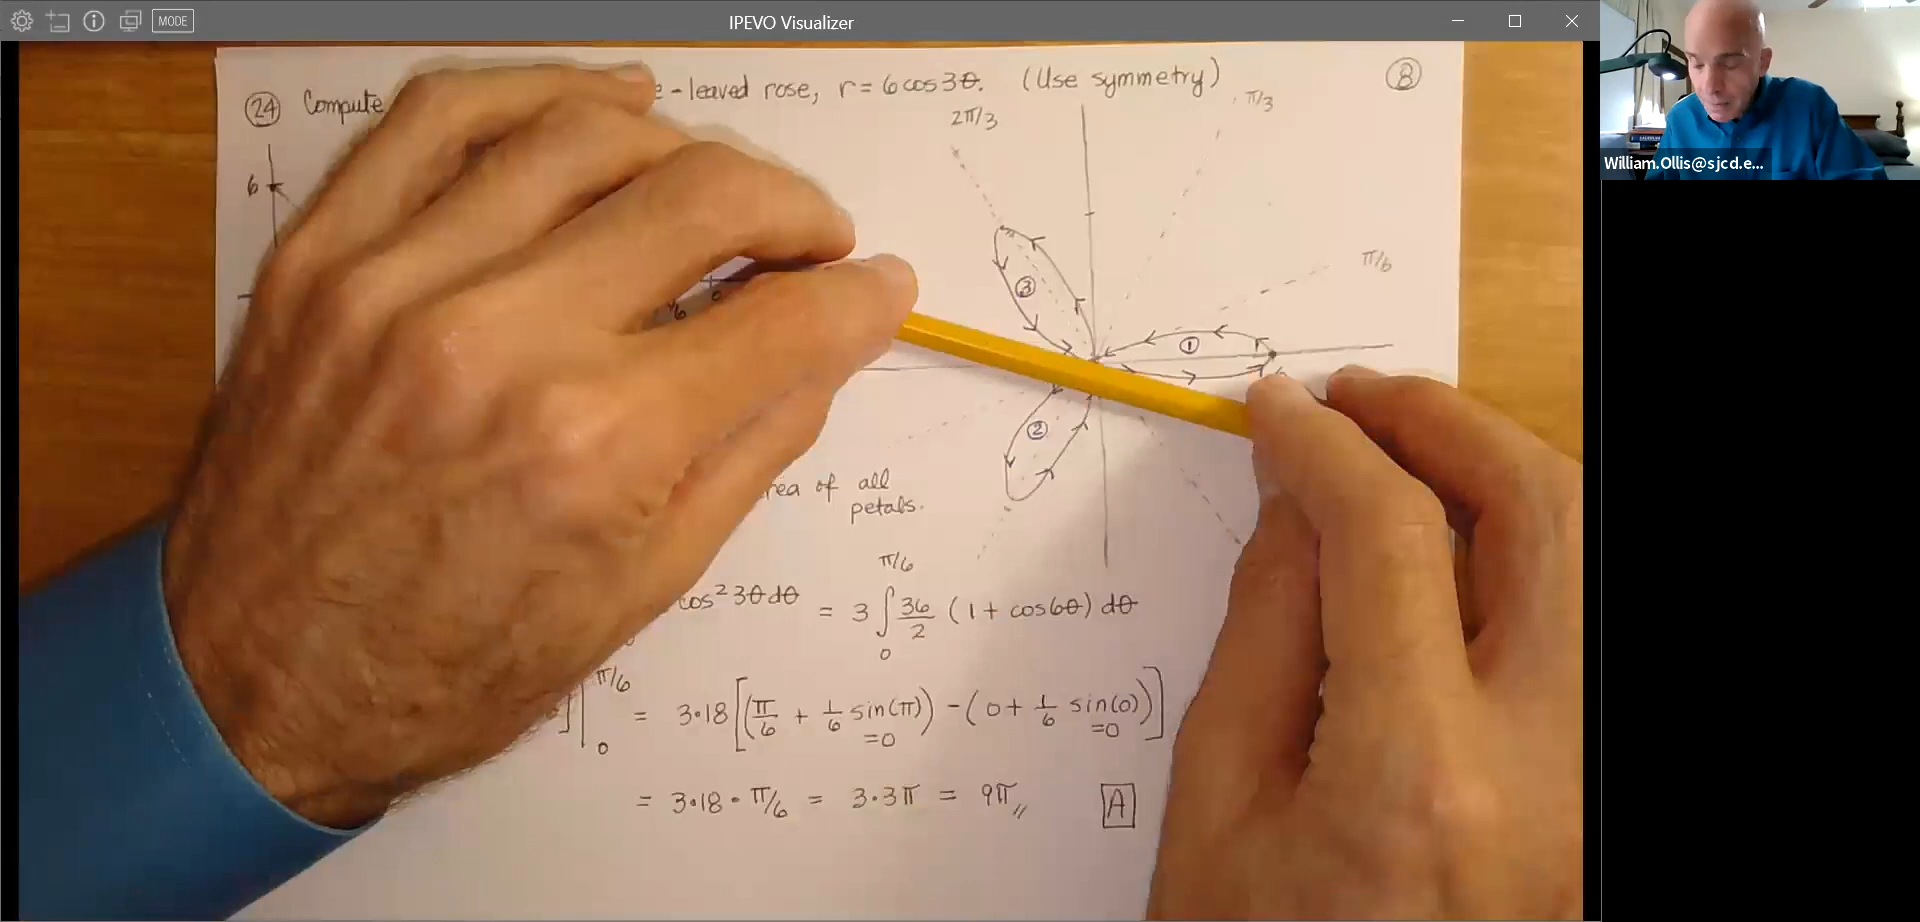 MODE
IPEVO Visualizer
William.Ollis@sjcd.e...
24 Compute e-leaved rose, r = 6 cos 3θ. (Use symmetry) 8
2π/3
π/3
6
π/6
3
1
2
rea of all
petals.
π/6
cos² 3θ dθ = 3 ∫ 36/2 (1 + cos 6θ) dθ
0
] | π/6 = 3·18 [(π/6 + 1/6 sin(π)) - (0 + 1/6 sin(0))]
0 =0 =0
= 3·18·π/6 = 3·3π = 9π // A